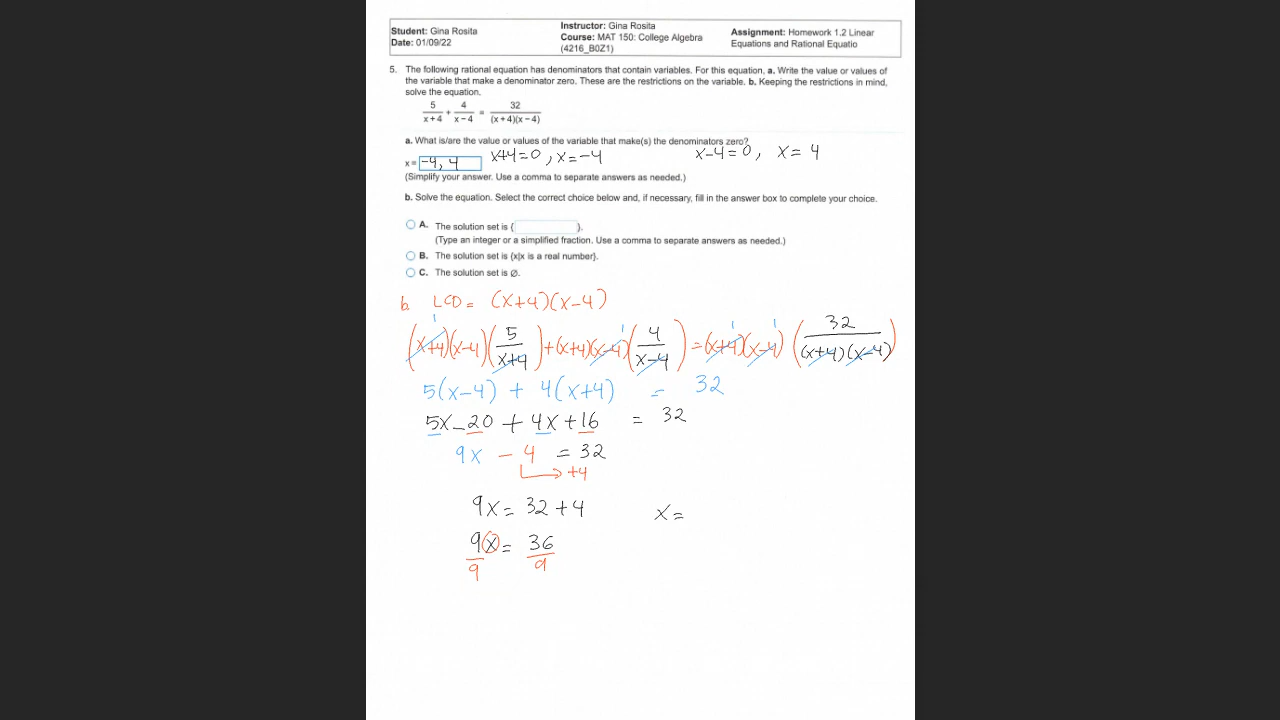 Student: Gina Rosita
Date: 01/09/22
Instructor: Gina Rosita
Course: MAT 150: College Algebra
(4216_B0Z1)
Assignment: Homework 1.2 Linear
Equations and Rational Equatio
5. The following rational equation has denominators that contain variables. For this equation, a. Write the value or values of
the variable that make a denominator zero. These are the restrictions on the variable. b. Keeping the restrictions in mind,
solve the equation.
5/(x+4) + 4/(x−4) = 32/((x+4)(x−4))
a. What is/are the value or values of the variable that make(s) the denominators zero?
x+4=0, x=−4 x−4=0, x=4
x= −4, 4
(Simplify your answer. Use a comma to separate answers as needed.)
b. Solve the equation. Select the correct choice below and, if necessary, fill in the answer box to complete your choice.
A. The solution set is { }.
(Type an integer or a simplified fraction. Use a comma to separate answers as needed.)
B. The solution set is {x|x is a real number}.
C. The solution set is ∅.
b LCD = (x+4)(x−4)
1 1 1 1
(x+4)(x−4)(5/(x+4)) + (x+4)(x−4)(4/(x−4)) = (x+4)(x−4)(32/((x+4)(x−4)))
5(x−4) + 4(x+4) = 32
5x−20 + 4x+16 = 32
9x − 4 = 32
+4
9x = 32+4 x =
9x/9 = 36/9